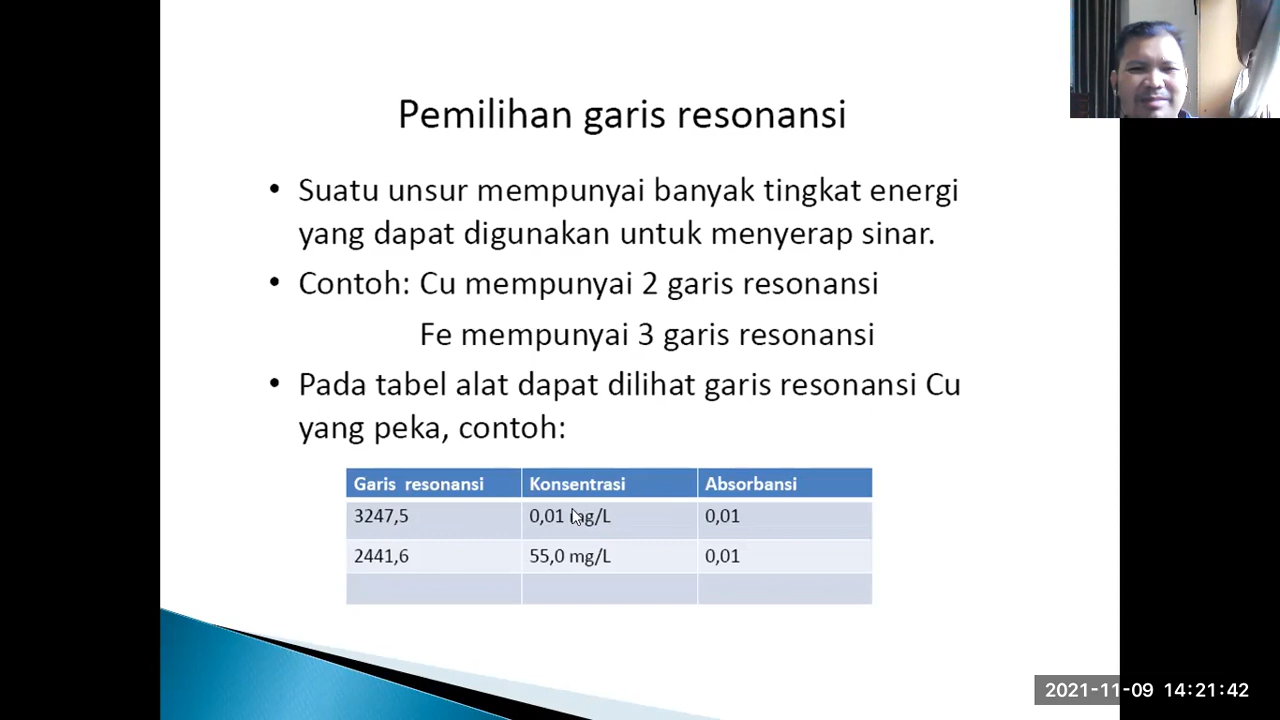 Pemilihan garis resonansi
• Suatu unsur mempunyai banyak tingkat energi
yang dapat digunakan untuk menyerap sinar.
• Contoh: Cu mempunyai 2 garis resonansi
Fe mempunyai 3 garis resonansi
• Pada tabel alat dapat dilihat garis resonansi Cu
yang peka, contoh:
Garis resonansi Konsentrasi Absorbansi
3247,5 0,01 mg/L 0,01
2441,6 55,0 mg/L 0,01
2021-11-09 14:21:42